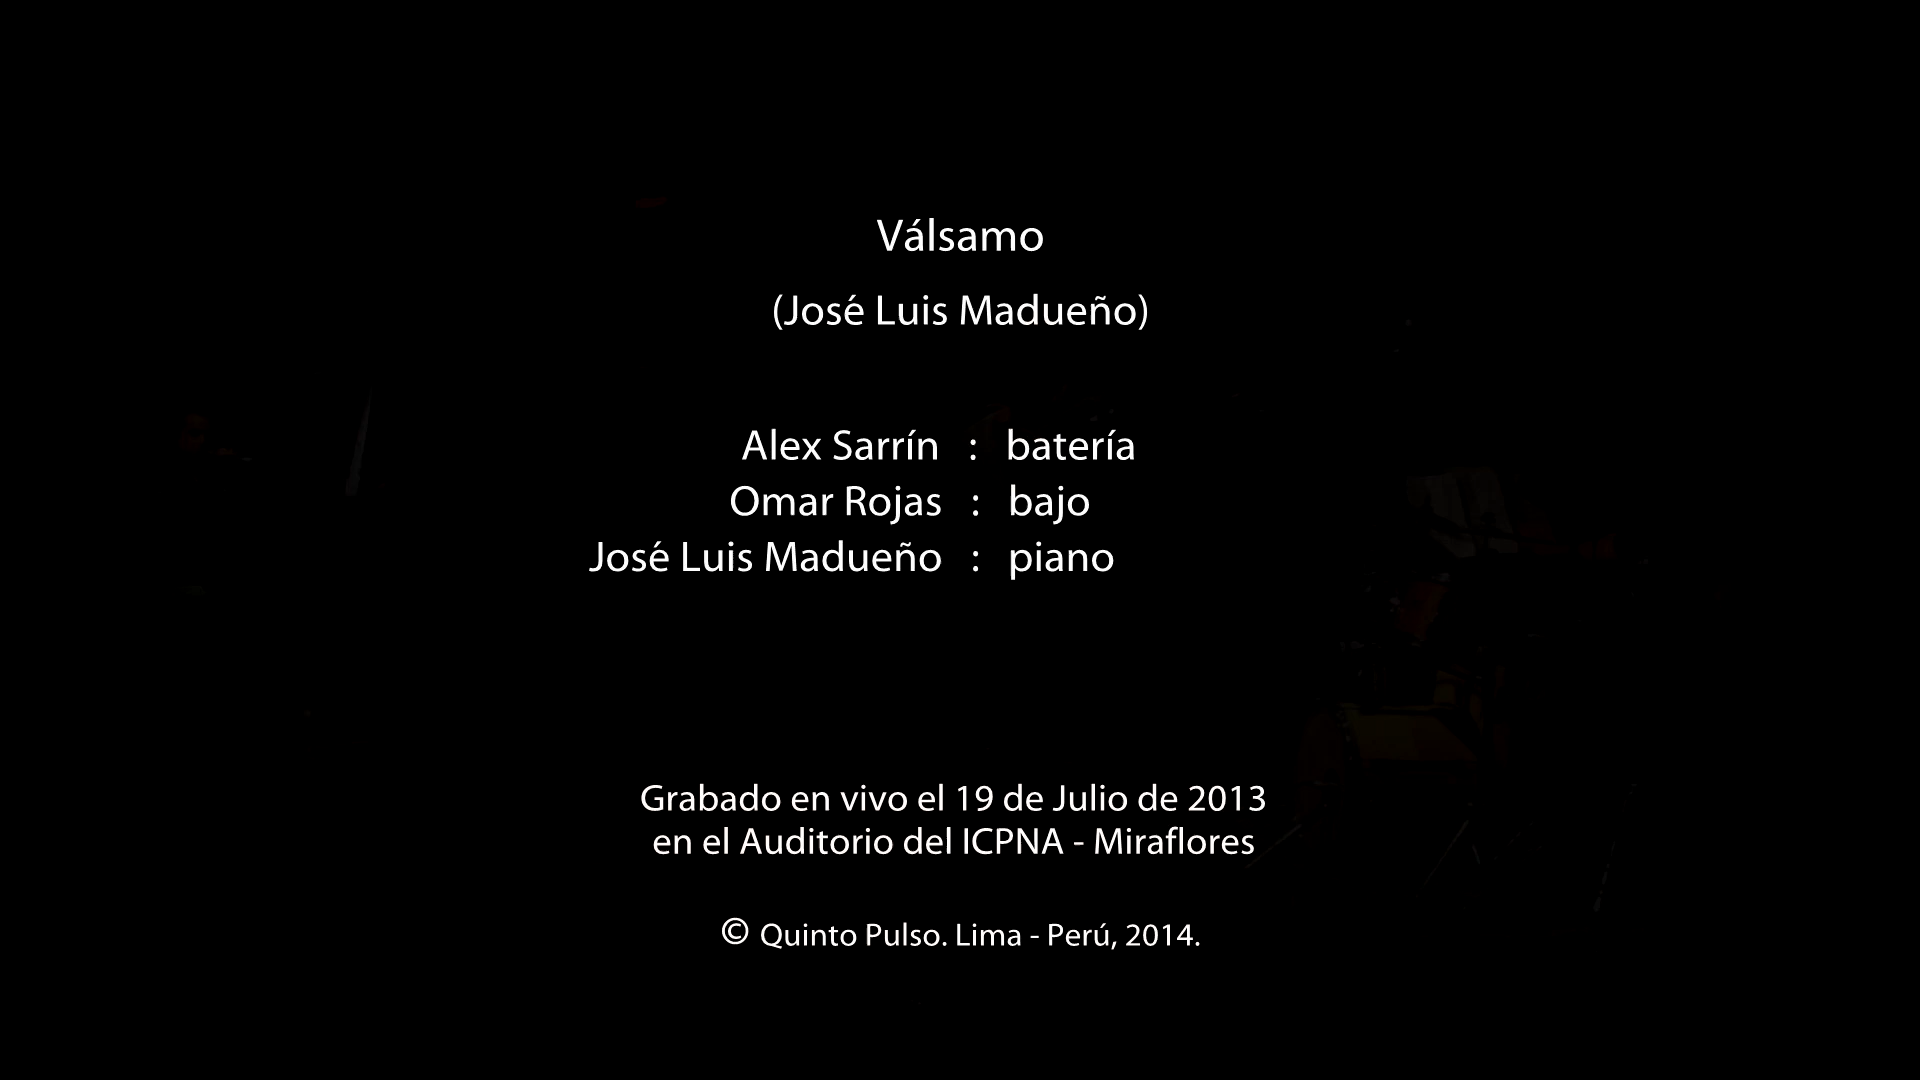 Válsamo
(José Luis Madueño)
Alex Sarrín : batería
Omar Rojas : bajo
José Luis Madueño : piano
Grabado en vivo el 19 de Julio de 2013
en el Auditorio del ICPNA - Miraflores
© Quinto Pulso. Lima - Perú, 2014.